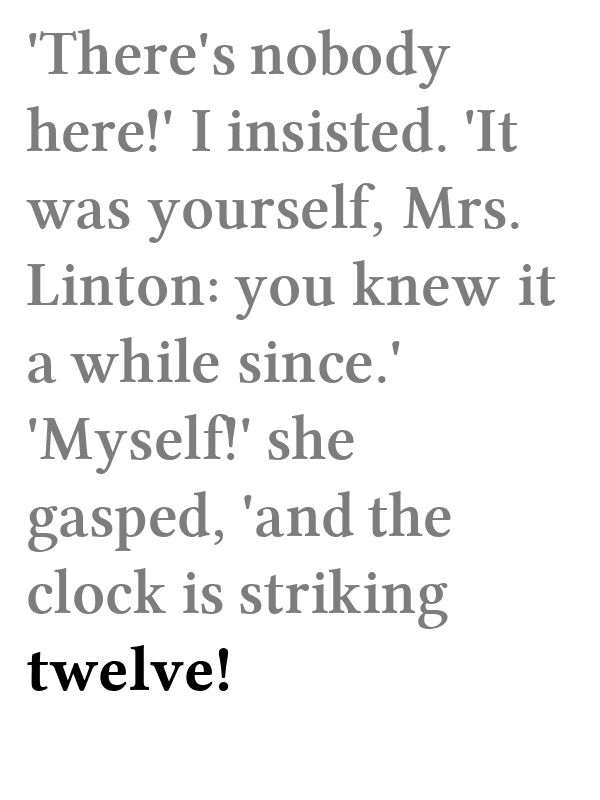 'There's nobody
here!' I insisted. 'It
was yourself, Mrs.
Linton: you knew it
a while since.'
'Myself!' she
gasped, 'and the
clock is striking
twelve!